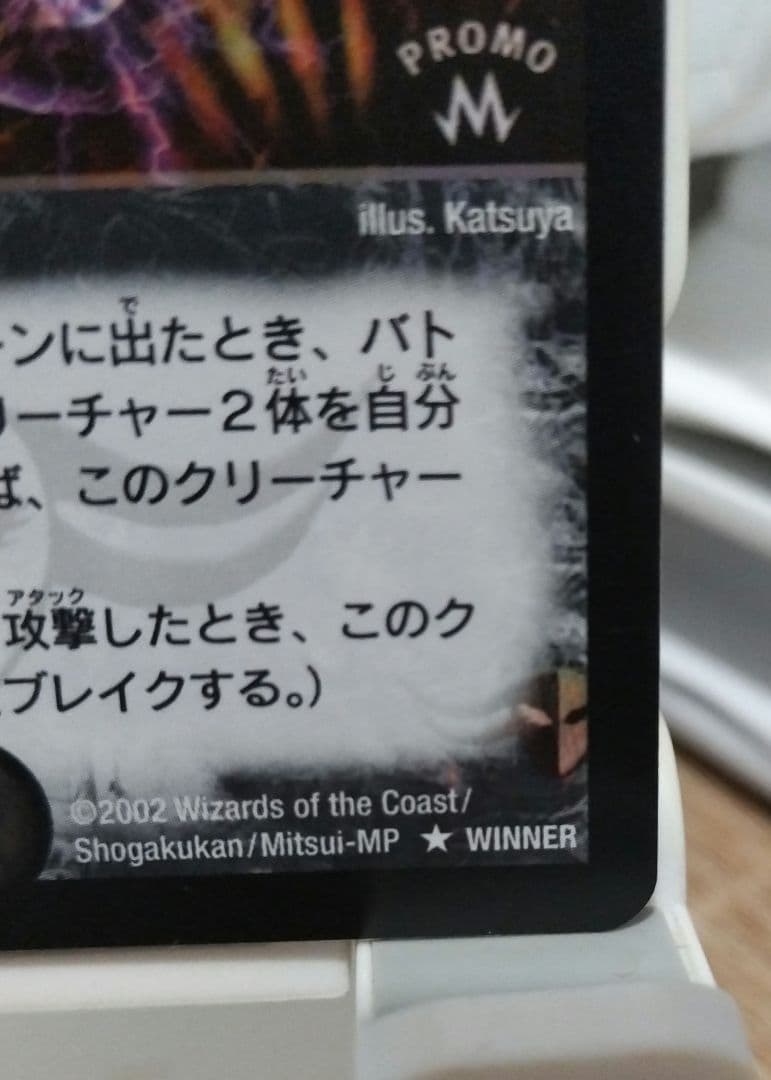 PROMO
illus. Katsuya
ンに出たとき、バト
リーチャー2体を自分
ば、このクリーチャー
攻撃したとき、このク
ブレイクする。)
©2002 Wizards of the Coast/
Shogakukan/Mitsui-MP ★ WINNER